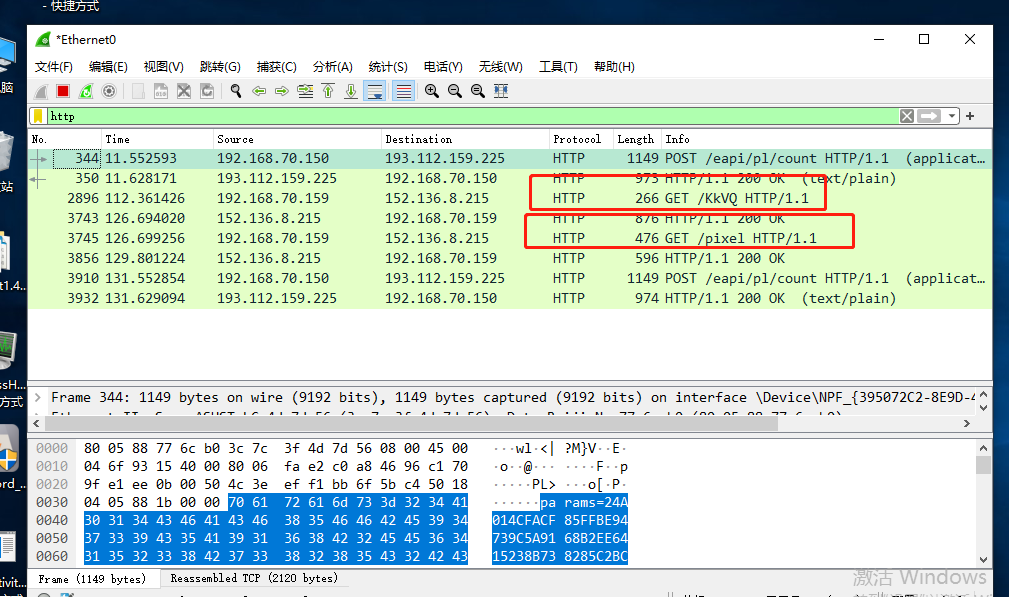 - 快捷方式
*Ethernet0
文件(F) 编辑(E) 视图(V) 跳转(G) 捕获(C) 分析(A) 统计(S) 电话(Y) 无线(W) 工具(T) 帮助(H)
脑
http
No. Time Source Destination Protocol Length Info
344 11.552593 192.168.70.150 193.112.159.225 HTTP 1149 POST /eapi/pl/count HTTP/1.1 (applicat…
350 11.628171 193.112.159.225 192.168.70.150 HTTP 973 HTTP/1.1 200 OK (text/plain)
站
2896 112.361426 192.168.70.159 152.136.8.215 HTTP 266 GET /KkVQ HTTP/1.1
3743 126.694020 152.136.8.215 192.168.70.159 HTTP 876 HTTP/1.1 200 OK
3745 126.699256 192.168.70.159 152.136.8.215 HTTP 476 GET /pixel HTTP/1.1
3856 129.801224 152.136.8.215 192.168.70.159 HTTP 596 HTTP/1.1 200 OK
3910 131.552854 192.168.70.150 193.112.159.225 HTTP 1149 POST /eapi/pl/count HTTP/1.1 (applicat…
t1.4…
3932 131.629094 193.112.159.225 192.168.70.150 HTTP 974 HTTP/1.1 200 OK (text/plain)
ssH…
方式
Frame 344: 1149 bytes on wire (9192 bits), 1149 bytes captured (9192 bits) on interface \Device\NPF_{395072C2-8E9D-4
0000 80 05 88 77 6c b0 3c 7c 3f 4d 7d 56 08 00 45 00 ···wl·<| ?M}V··E·
0010 04 6f 93 15 40 00 80 06 fa e2 c0 a8 46 96 c1 70 ·o··@··· ····F··p
0020 9f e1 ee 0b 00 50 4c 3e ef f1 bb 6f 5b c4 50 18 ·····PL> ···o[·P·
ord_…
0030 04 05 88 1b 00 00 70 61 72 61 6d 73 3d 32 34 41 ······pa rams=24A
0040 30 31 34 43 46 41 43 46 38 35 46 46 42 45 39 34 014CFACF 85FFBE94
0050 37 33 39 43 35 41 39 31 36 38 42 32 45 45 36 34 739C5A91 68B2EE64
0060 31 35 32 33 38 42 37 33 38 32 38 35 43 32 42 43 15238B73 8285C2BC
tivit…
Frame (1149 bytes) Reassembled TCP (2120 bytes)
激活 Windows